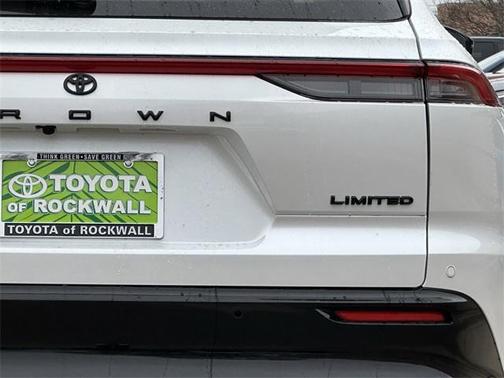 ROWN
THINK GREEN • SAVE GREEN
TOYOTA
OF ROCKWALL
TOYOTA of ROCKWALL
LIMITED